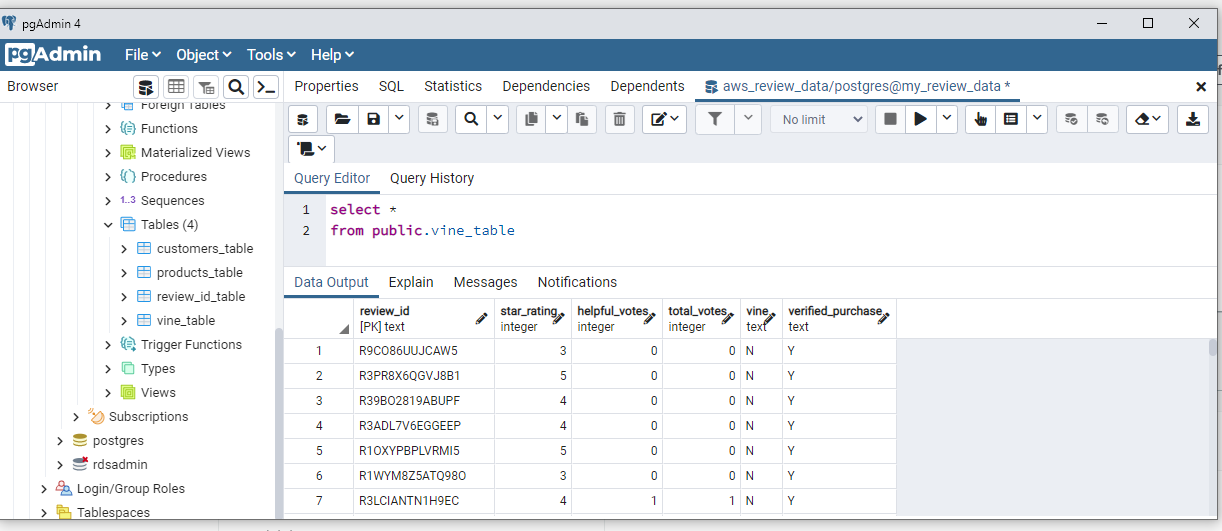 pgAdmin 4
pgAdmin File Object Tools Help
Browser
Properties SQL Statistics Dependencies Dependents aws_review_data/postgres@my_review_data *
No limit
Foreign Tables
Functions
Materialized Views
Procedures
1..3 Sequences
Tables (4)
customers_table
products_table
review_id_table
vine_table
Trigger Functions
Types
Views
Subscriptions
postgres
rdsadmin
Login/Group Roles
Tablespaces
Query Editor Query History
1 select *
2 from public.vine_table
Data Output Explain Messages Notifications
review_id star_rating helpful_votes total_votes vine verified_purchase
[PK] text integer integer integer text text
1 R9CO86UUJCAW5 3 0 0 N Y
2 R3PR8X6QGVJ8B1 5 0 0 N Y
3 R39BO2819ABUPF 4 0 0 N Y
4 R3ADL7V6EGGEEP 4 0 0 N Y
5 R1OXYPBPLVRMI5 5 0 0 N Y
6 R1WYM8Z5ATQ98O 3 0 0 N Y
7 R3LCIANTN1H9EC 4 1 1 N Y